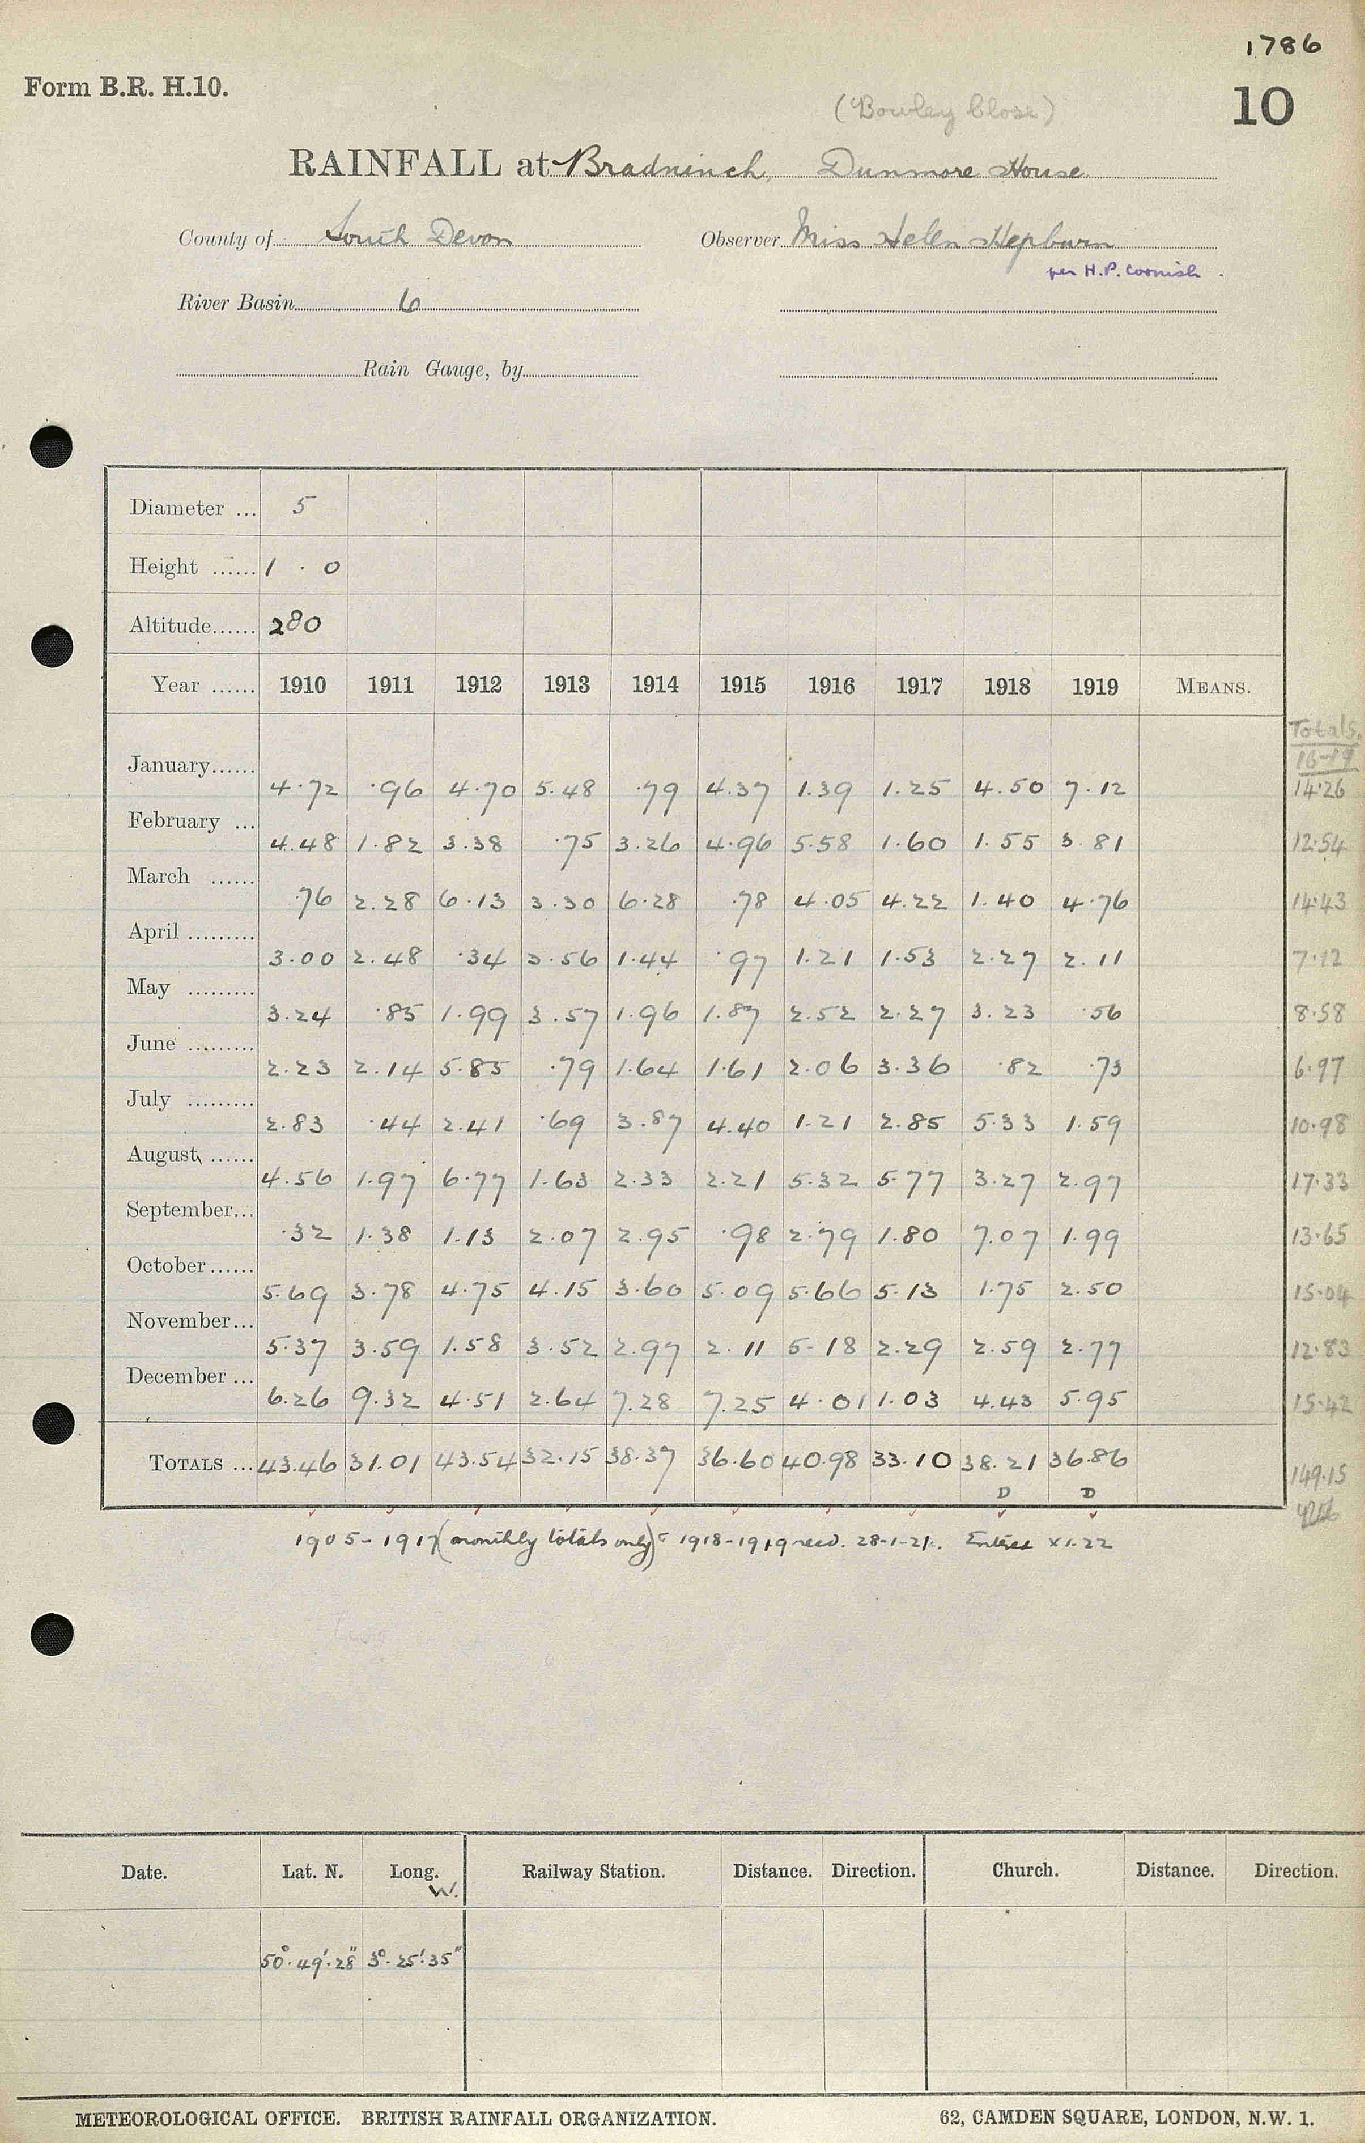 1786
Form B.R. H.10.
10
(Bowley Close)
RAINFALL at Bradninch, Dunmore House
County of South Devon Observer Miss Helen Hepburn
per H.P. Cornish
River Basin 6
Rain Gauge, by
Diameter ... 5
Height ...... 1 . 0
Altitude...... 280
Year ...... 1910 1911 1912 1913 1914 1915 1916 1917 1918 1919 MEANS.
Totals
16-19
January...... 4.72 .96 4.70 5.48 .79 4.37 1.39 1.25 4.50 7.12 14.26
February ... 4.48 1.82 3.38 .75 3.26 4.96 5.58 1.60 1.55 3.81 12.54
March ...... .76 2.28 6.13 3.30 6.28 .78 4.05 4.22 1.40 4.76 14.43
April ......... 3.00 2.48 .34 3.56 1.44 .97 1.21 1.53 2.27 2.11 7.12
May ......... 3.24 .85 1.99 3.57 1.96 1.87 2.52 2.27 3.23 .56 8.58
June ......... 2.23 2.14 5.85 .79 1.64 1.61 2.06 3.36 .82 .73 6.97
July ......... 2.83 .44 2.41 .69 3.87 4.40 1.21 2.85 5.33 1.59 10.98
August ...... 4.56 1.97 6.77 1.63 2.33 2.21 5.32 5.77 3.27 2.97 17.33
September... .32 1.38 1.13 2.07 2.95 .98 2.79 1.80 7.07 1.99 13.65
October...... 5.69 3.78 4.75 4.15 3.60 5.09 5.66 5.13 1.75 2.50 15.04
November... 5.37 3.59 1.58 3.52 2.97 2.11 5.18 2.29 2.59 2.77 12.83
December ... 6.26 9.32 4.51 2.64 7.28 7.25 4.01 1.03 4.43 5.95 15.42
TOTALS ... 43.46 31.01 43.54 32.15 38.37 36.60 40.98 33.10 38.21 36.86 149.15
D D
1905-1917 (monthly totals only) 1918-1919 recd. 28-1-21. Entered XI.22
Date. Lat. N. Long. W. Railway Station. Distance. Direction. Church. Distance. Direction.
50°.49'.28" 3°.25'.35"
METEOROLOGICAL OFFICE. BRITISH RAINFALL ORGANIZATION. 62, CAMDEN SQUARE, LONDON, N.W. 1.